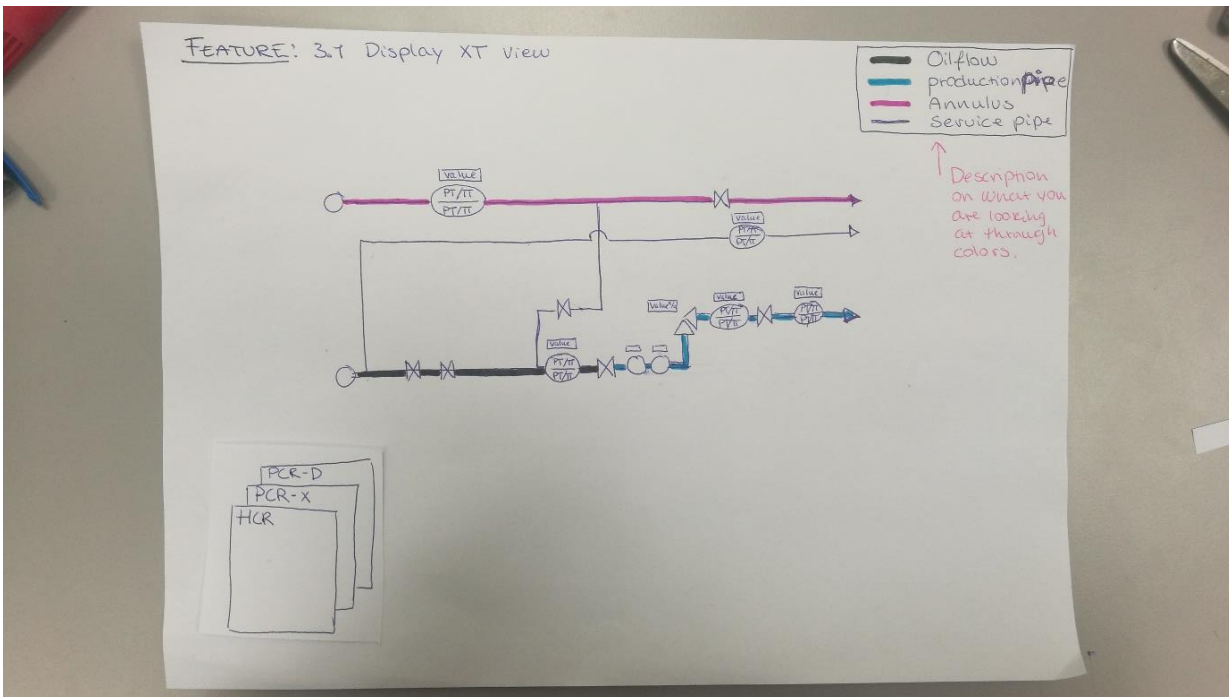 FEATURE: 3.1 Display XT view
Oilflow
production pipe
Annulus
Service pipe
Description
on what you
are looking
at through
colors.
value
PT/TT
PT/TT
value
PT/TT
PT/TT
value%
value
PT/TT
PT/TT
value
PT/TT
PT/TT
value
PT/TT
PT/TT
PCR-D
PCR-X
HCR